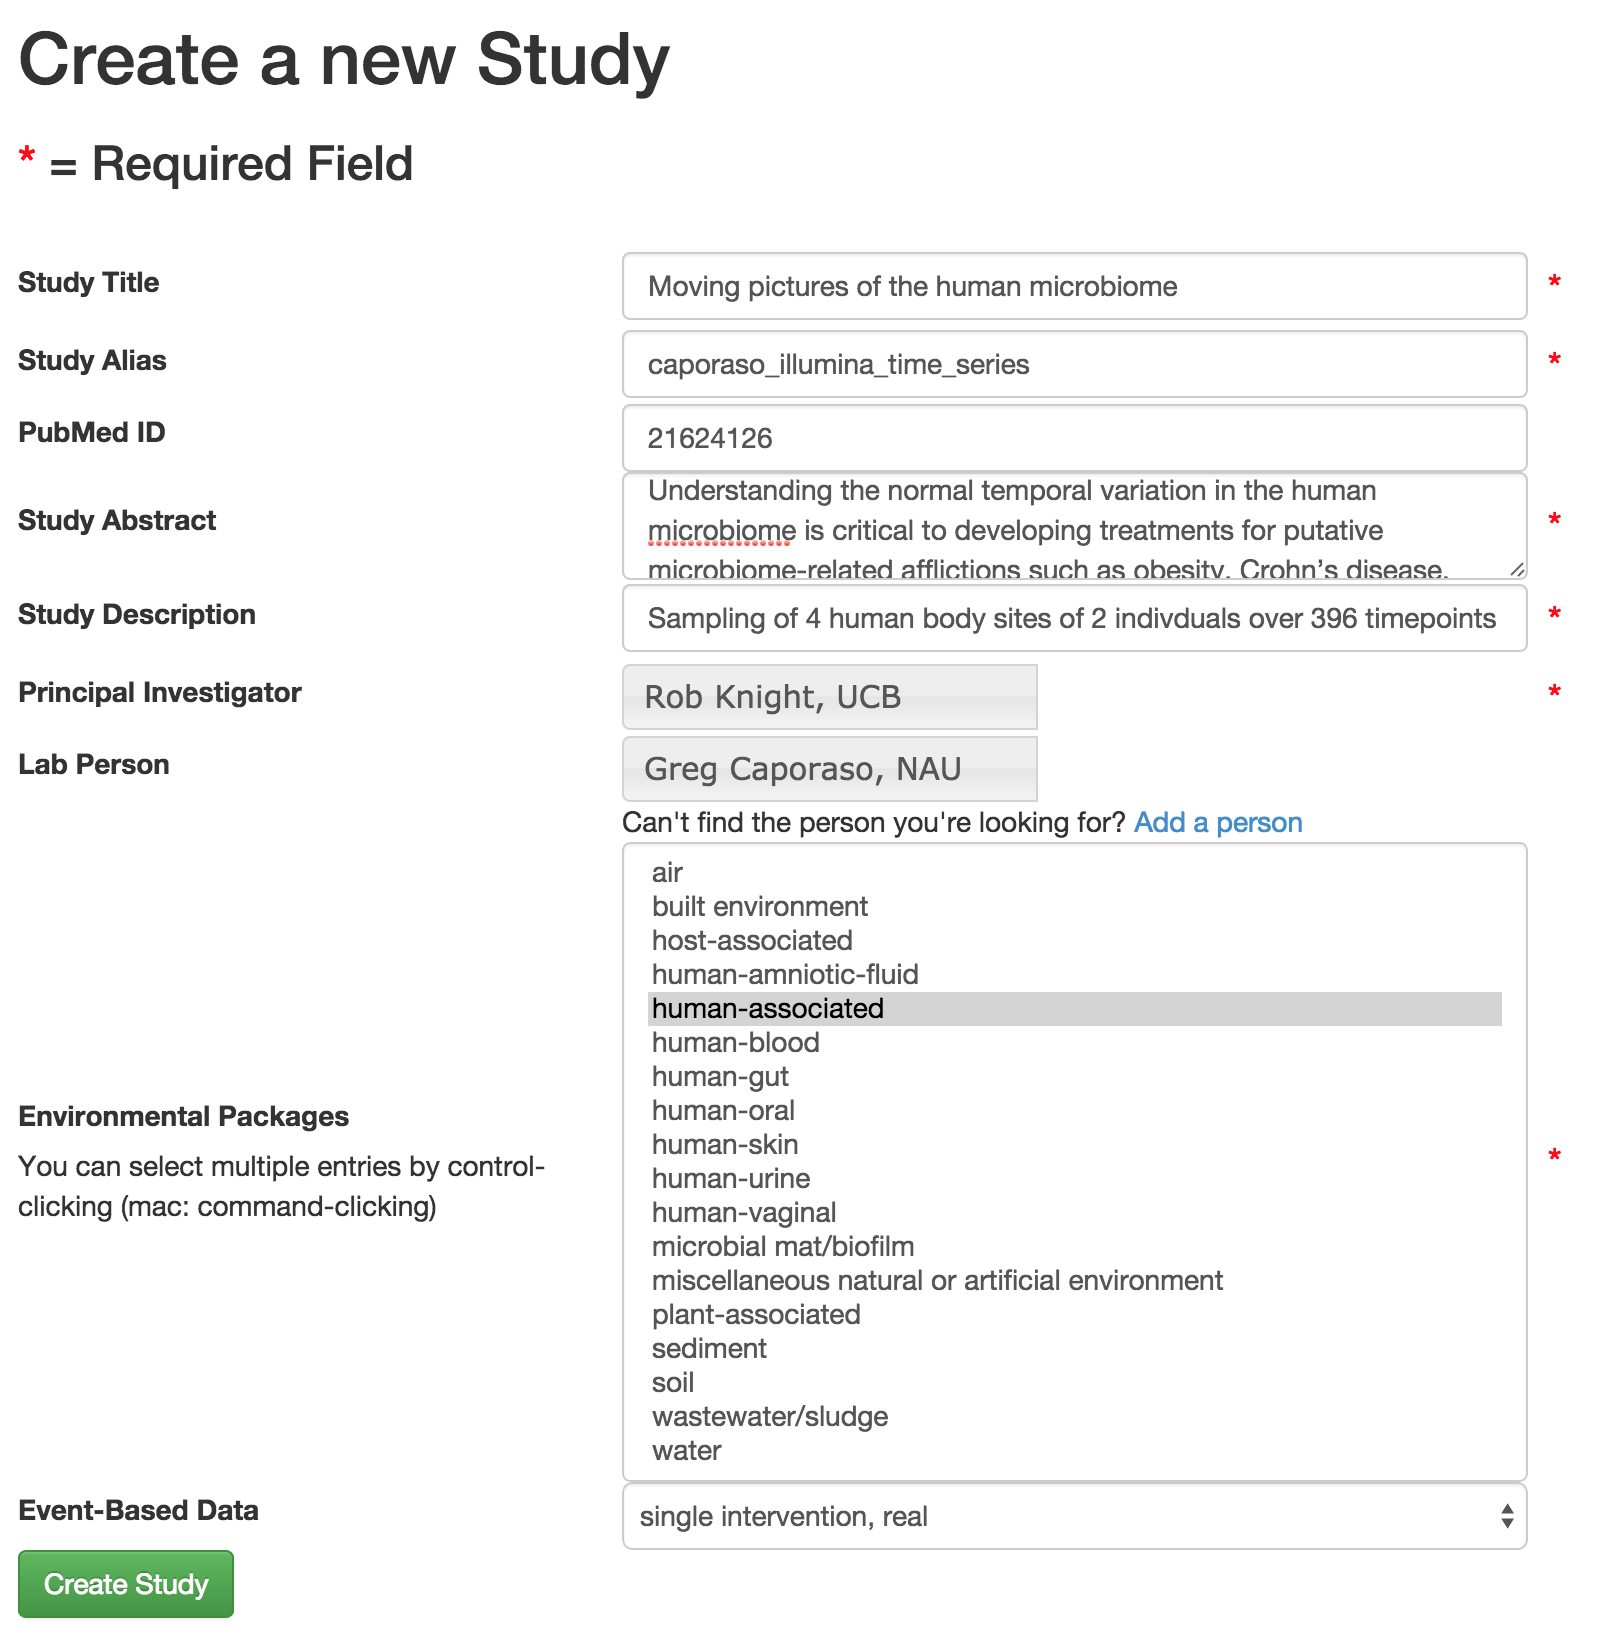 Create a new Study
* = Required Field
Study Title
Moving pictures of the human microbiome
*
Study Alias
caporaso_illumina_time_series
*
PubMed ID
21624126
Study Abstract
Understanding the normal temporal variation in the human
microbiome is critical to developing treatments for putative
microbiome-related afflictions such as obesity, Crohn’s disease,
*
Study Description
Sampling of 4 human body sites of 2 indivduals over 396 timepoints
*
Principal Investigator
Rob Knight, UCB
*
Lab Person
Greg Caporaso, NAU
Can't find the person you're looking for? Add a person
Environmental Packages
You can select multiple entries by control-
clicking (mac: command-clicking)
air
built environment
host-associated
human-amniotic-fluid
human-associated
human-blood
human-gut
human-oral
human-skin
human-urine
human-vaginal
microbial mat/biofilm
miscellaneous natural or artificial environment
plant-associated
sediment
soil
wastewater/sludge
water
*
Event-Based Data
single intervention, real
Create Study